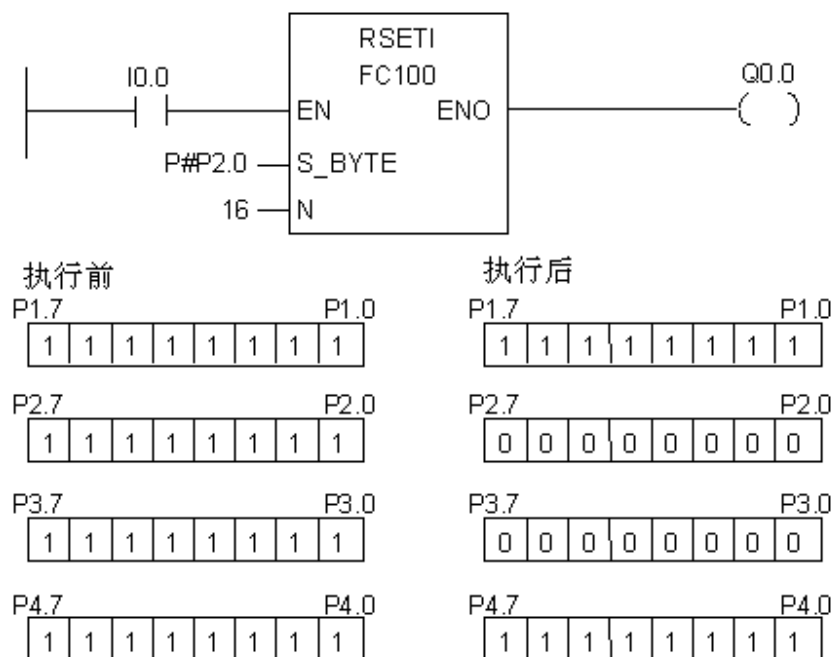 RSETI
I0.0 FC100 Q0.0
EN ENO
P#P2.0 S_BYTE
16 N
执行前 执行后
P1.7 P1.0 P1.7 P1.0
1 1 1 1 1 1 1 1 1 1 1 1 1 1 1 1
P2.7 P2.0 P2.7 P2.0
1 1 1 1 1 1 1 1 0 0 0 0 0 0 0 0
P3.7 P3.0 P3.7 P3.0
1 1 1 1 1 1 1 1 0 0 0 0 0 0 0 0
P4.7 P4.0 P4.7 P4.0
1 1 1 1 1 1 1 1 1 1 1 1 1 1 1 1